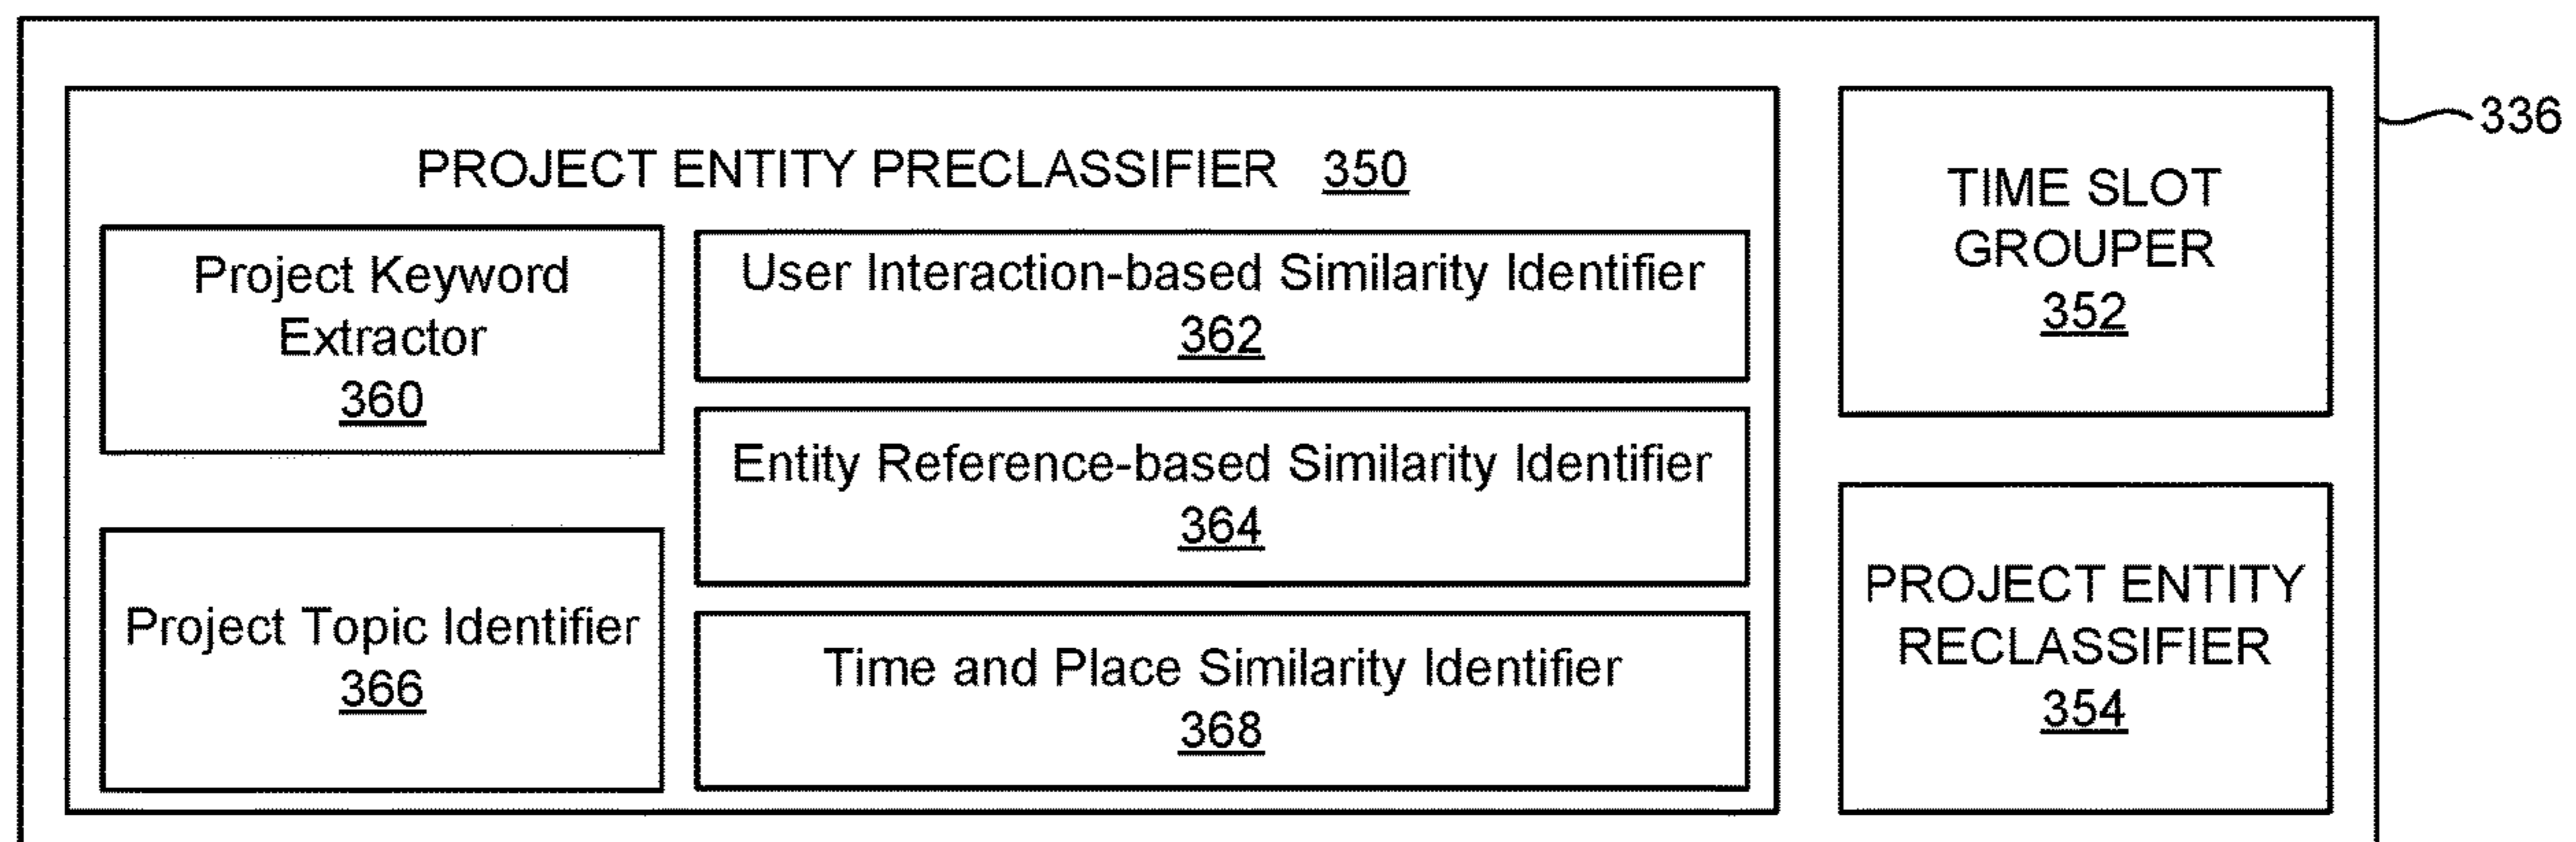 PROJECT ENTITY PRECLASSIFIER 350
Project Keyword
Extractor
360
Project Topic Identifier
366
User Interaction-based Similarity Identifier
362
Entity Reference-based Similarity Identifier
364
Time and Place Similarity Identifier
368
TIME SLOT
GROUPER
352
PROJECT ENTITY
RECLASSIFIER
354
336